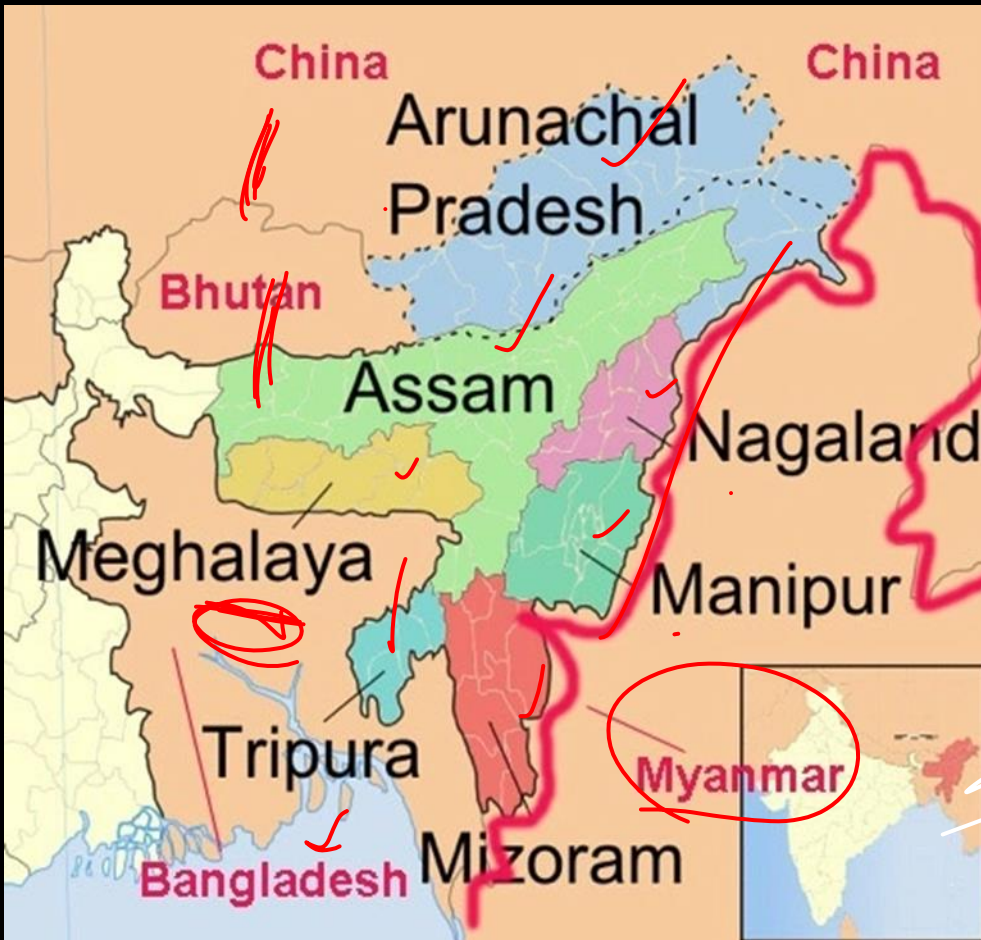 China
China
Arunachal
Pradesh
Bhutan
Assam
Nagaland
Meghalaya
Manipur
Tripura
Myanmar
Mizoram
Bangladesh